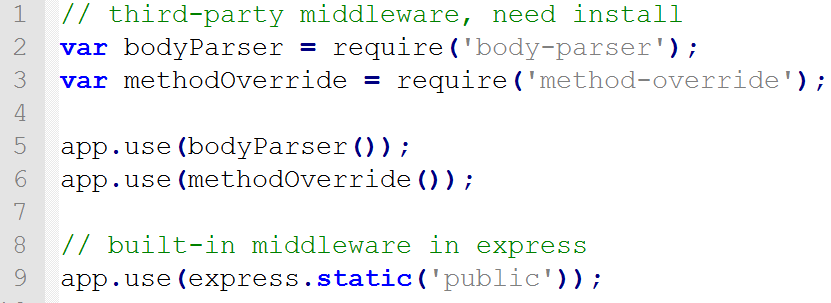 1 // third-party middleware, need install
2 var bodyParser = require('body-parser');
3 var methodOverride = require('method-override');
4
5 app.use(bodyParser());
6 app.use(methodOverride());
7
8 // built-in middleware in express
9 app.use(express.static('public'));